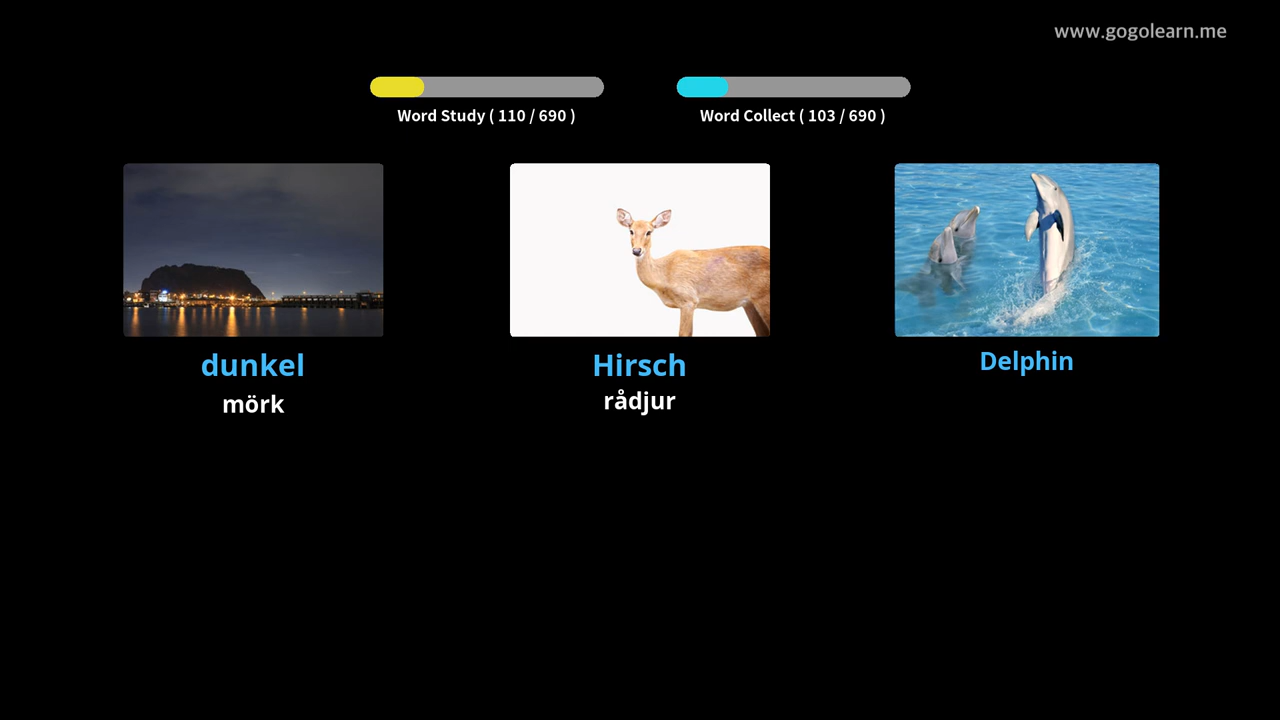 www.gogolearn.me
Word Study ( 110 / 690 )
Word Collect ( 103 / 690 )
dunkel
mörk
Hirsch
rådjur
Delphin